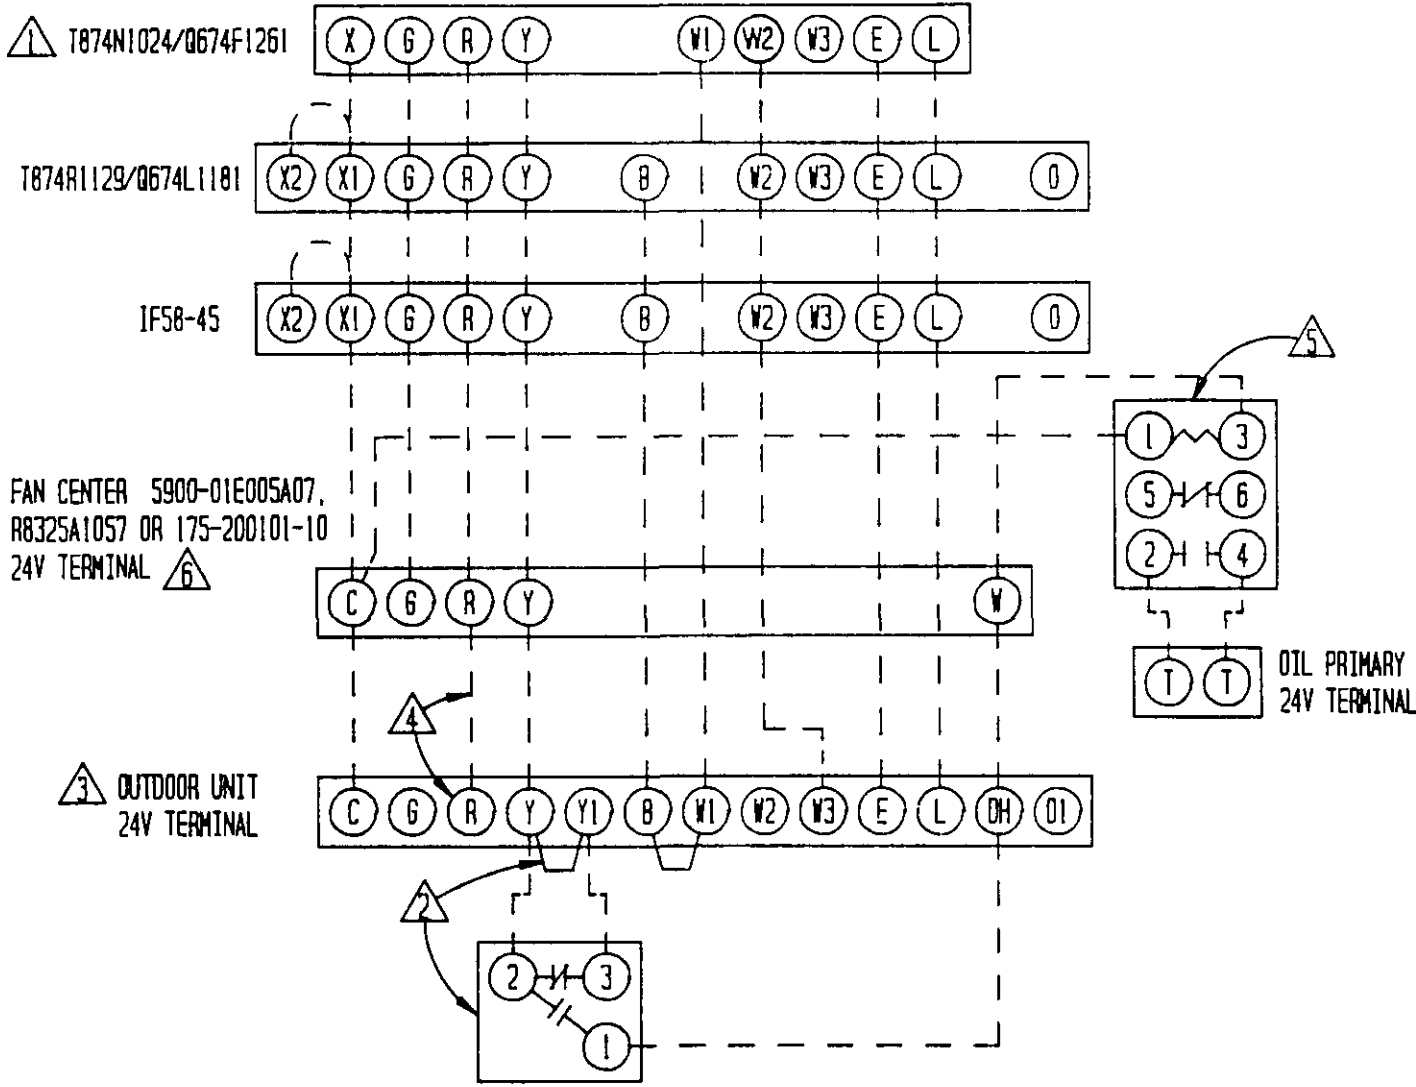 1 T874N1024/Q674F1261 X G R Y W1 W2 W3 E L
T874R1129/Q674L1181 X2 X1 G R Y B W2 W3 E L O
IF58-45 X2 X1 G R Y B W2 W3 E L O
5
1 3
5 6
2 4
FAN CENTER 5900-01E005A07,
R8325A1057 OR 175-200101-10
24V TERMINAL 6
C G R Y W
T T
OIL PRIMARY
24V TERMINAL
4
3 OUTDOOR UNIT
24V TERMINAL
C G R Y Y1 B W1 W2 W3 E L DH O1
2
2 3
1